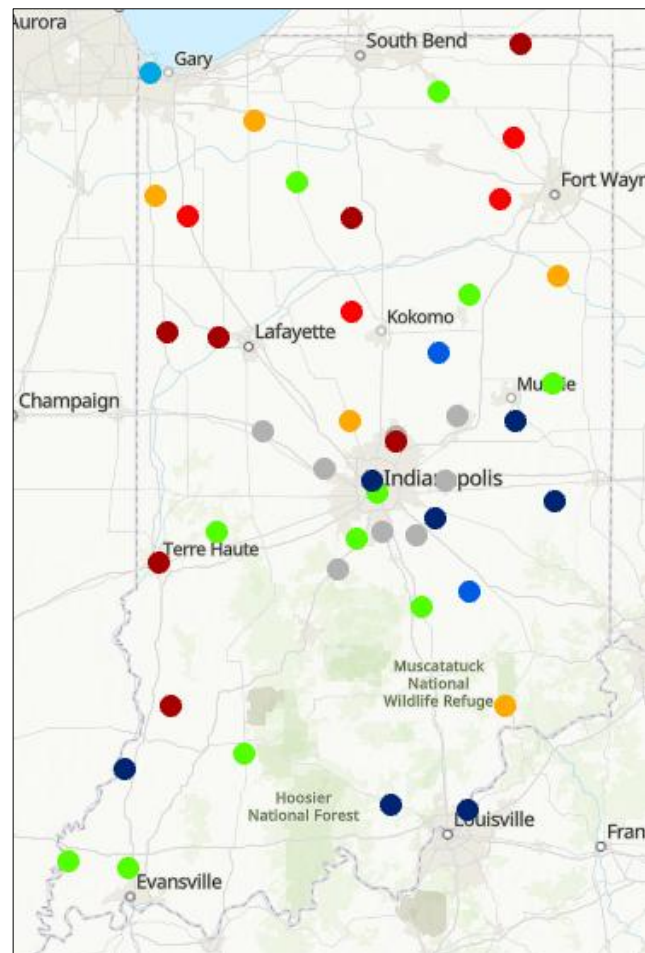 Aurora
South Bend
Gary
Fort Wayn
Lafayette
Kokomo
Champaign
Indianapolis
Terre Haute
Muscatatuck
National
Wildlife Refuge
Hoosier
National Forest
Louisville
Fran
Evansville